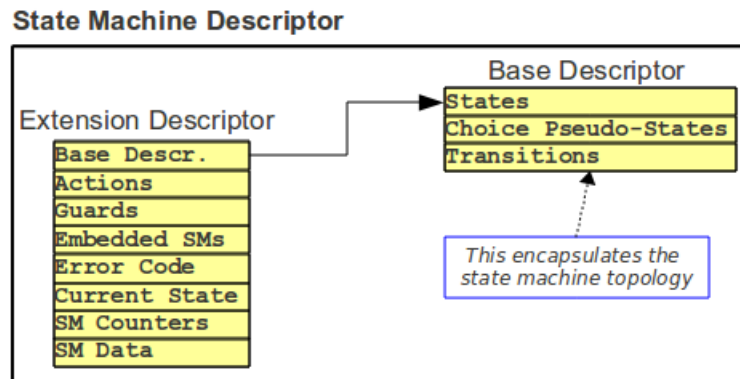 State Machine Descriptor
Base Descriptor
States
Choice Pseudo-States
Transitions
Extension Descriptor
Base Descr.
Actions
Guards
Embedded SMs
Error Code
Current State
SM Counters
SM Data
This encapsulates the
state machine topology